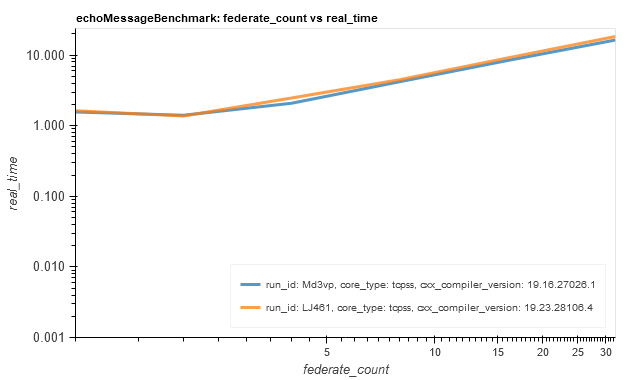 echoMessageBenchmark: federate_count vs real_time
10.000
1.000
0.100
0.010
0.001
real_time
run_id: Md3vp, core_type: tcpss, cxx_compiler_version: 19.16.27026.1
run_id: LJ461, core_type: tcpss, cxx_compiler_version: 19.23.28106.4
5
10
15
20
25
30
federate_count